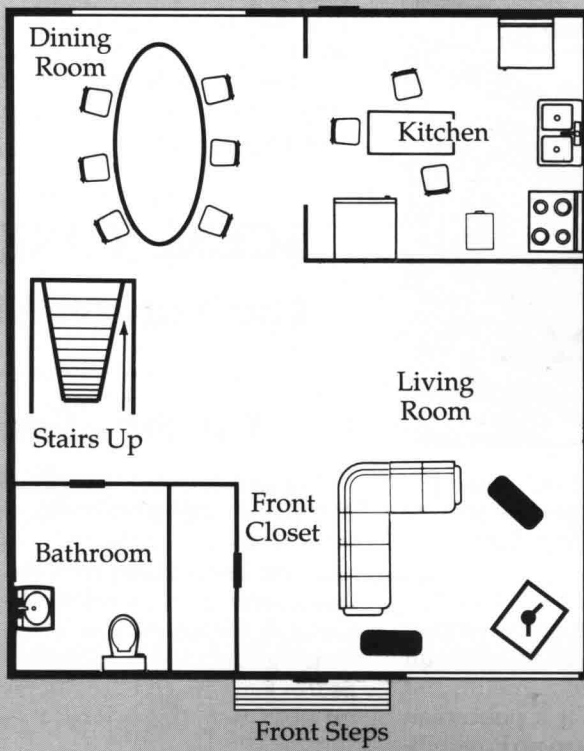 Dining
Room
Kitchen
Living
Room
Stairs Up
Front
Closet
Bathroom
Front Steps